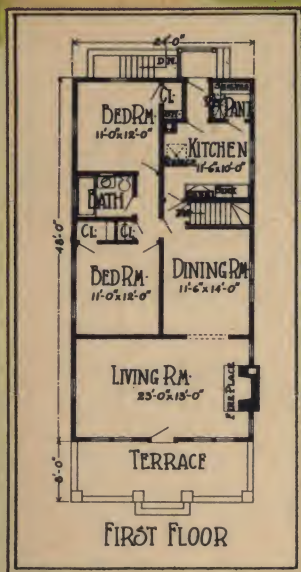 24'-0"
DN.
CL.
BED RM.
11'-0"x12'-0"
PANT
KITCHEN
11'-6"x10'-0"
BATH
48'-0"
CL.
CL.
BED RM.
11'-0"x12'-0"
DINING RM.
11'-6"x14'-0"
LIVING RM.
23'-0"x13'-0"
FIRE PLACE
8'-0"
TERRACE
FIRST FLOOR